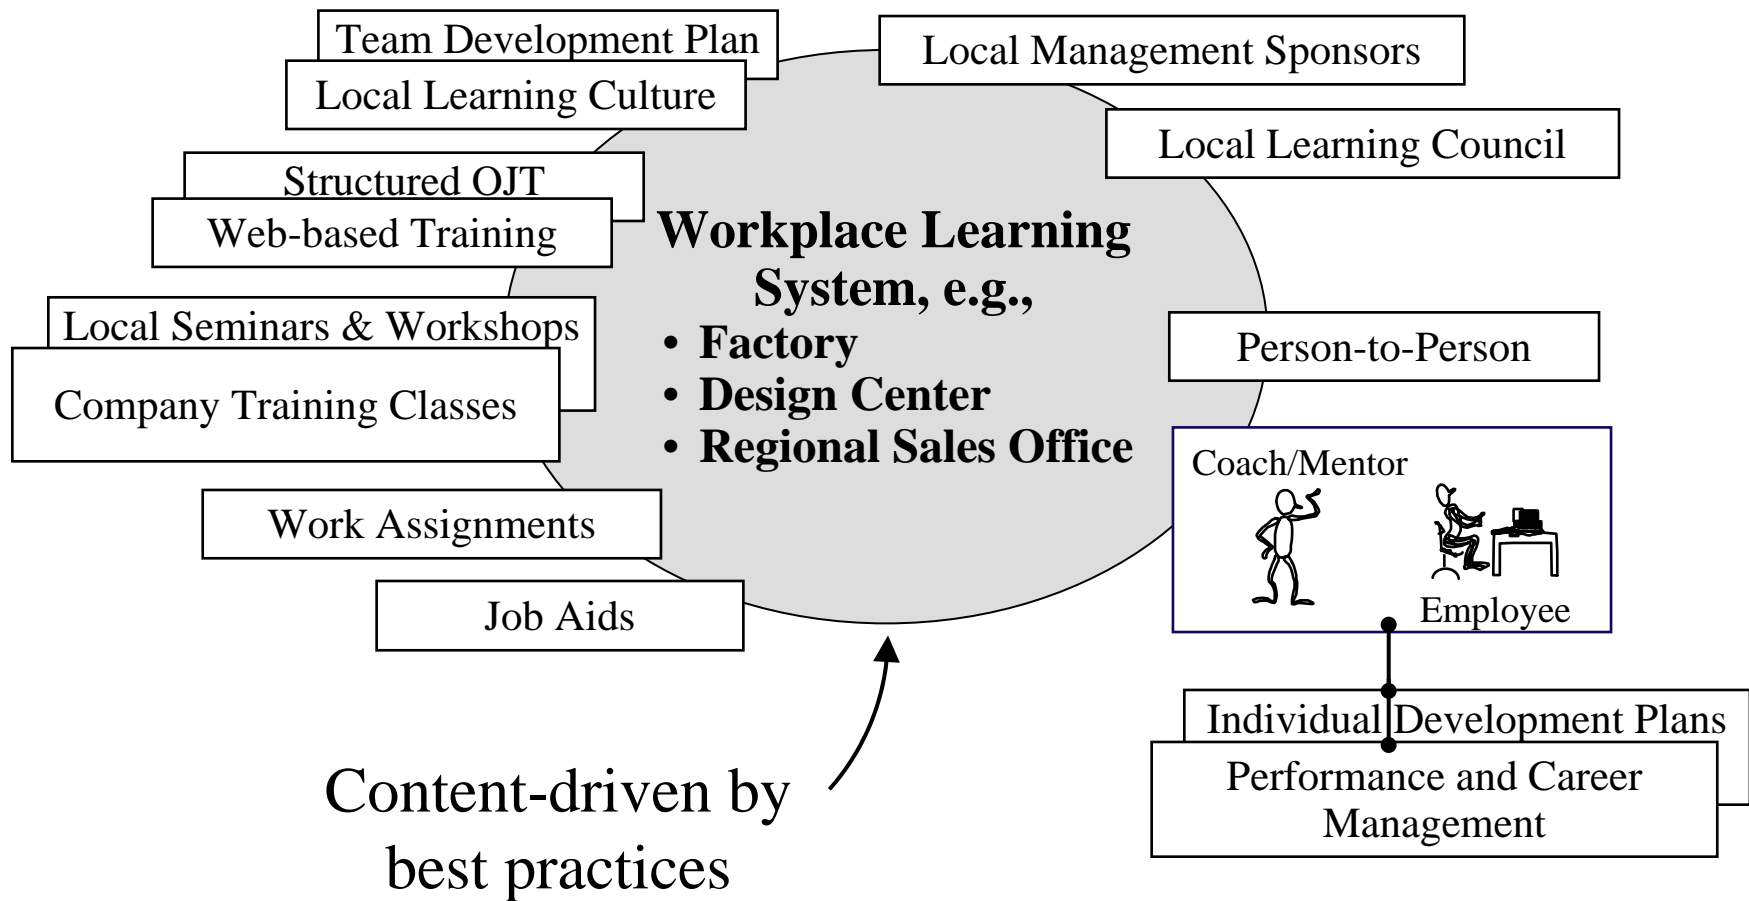 Team Development Plan
Local Learning Culture
Local Management Sponsors
Local Learning Council
Structured OJT
Web-based Training
Workplace Learning
System, e.g.,
• Factory
• Design Center
• Regional Sales Office
Local Seminars & Workshops
Company Training Classes
Person-to-Person
Coach/Mentor
Employee
Work Assignments
Job Aids
Individual Development Plans
Performance and Career
Management
Content-driven by
best practices